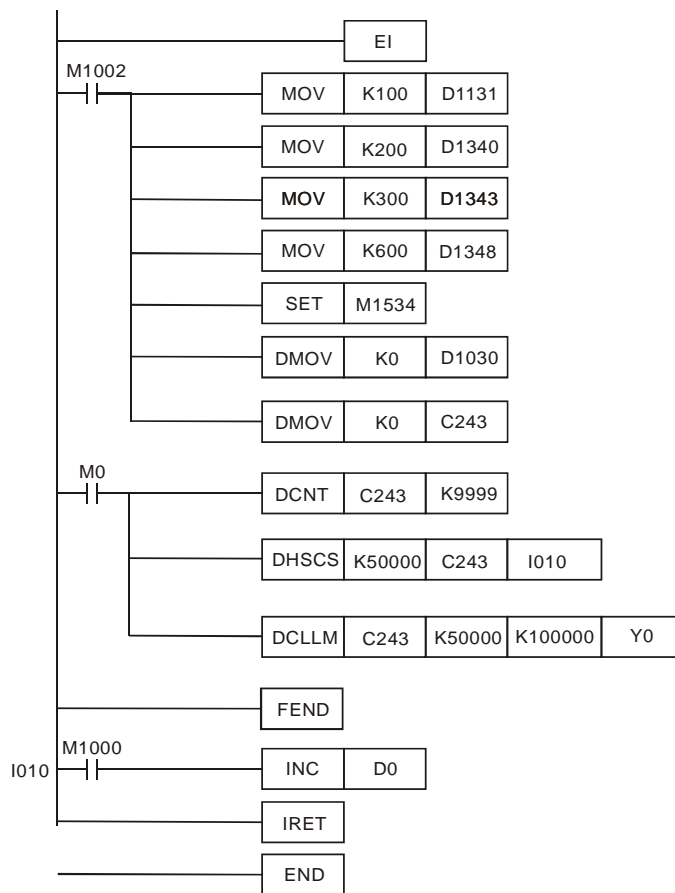 EI
M1002
MOV K100 D1131
MOV K200 D1340
MOV K300 D1343
MOV K600 D1348
SET M1534
DMOV K0 D1030
DMOV K0 C243
M0
DCNT C243 K9999
DHSCS K50000 C243 I010
DCLLM C243 K50000 K100000 Y0
FEND
M1000
I010 INC D0
IRET
END